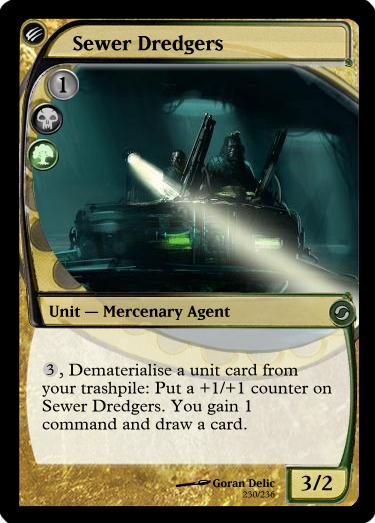 Sewer Dredgers
1
Unit — Mercenary Agent
3, Dematerialise a unit card from
your trashpile: Put a +1/+1 counter on
Sewer Dredgers. You gain 1
command and draw a card.
Goran Delic
230/236
3/2